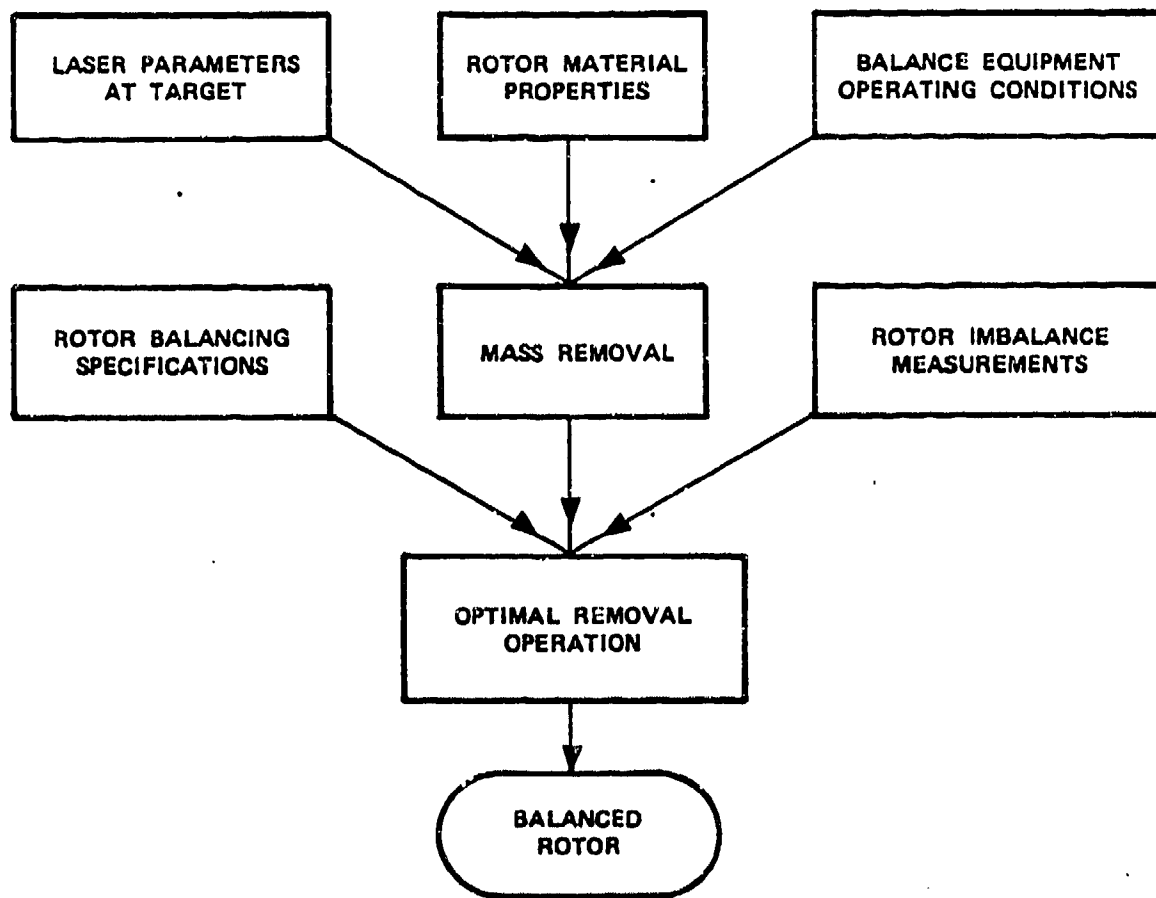 LASER PARAMETERS
AT TARGET
ROTOR MATERIAL
PROPERTIES
BALANCE EQUIPMENT
OPERATING CONDITIONS
ROTOR BALANCING
SPECIFICATIONS
MASS REMOVAL
ROTOR IMBALANCE
MEASUREMENTS
OPTIMAL REMOVAL
OPERATION
BALANCED
ROTOR